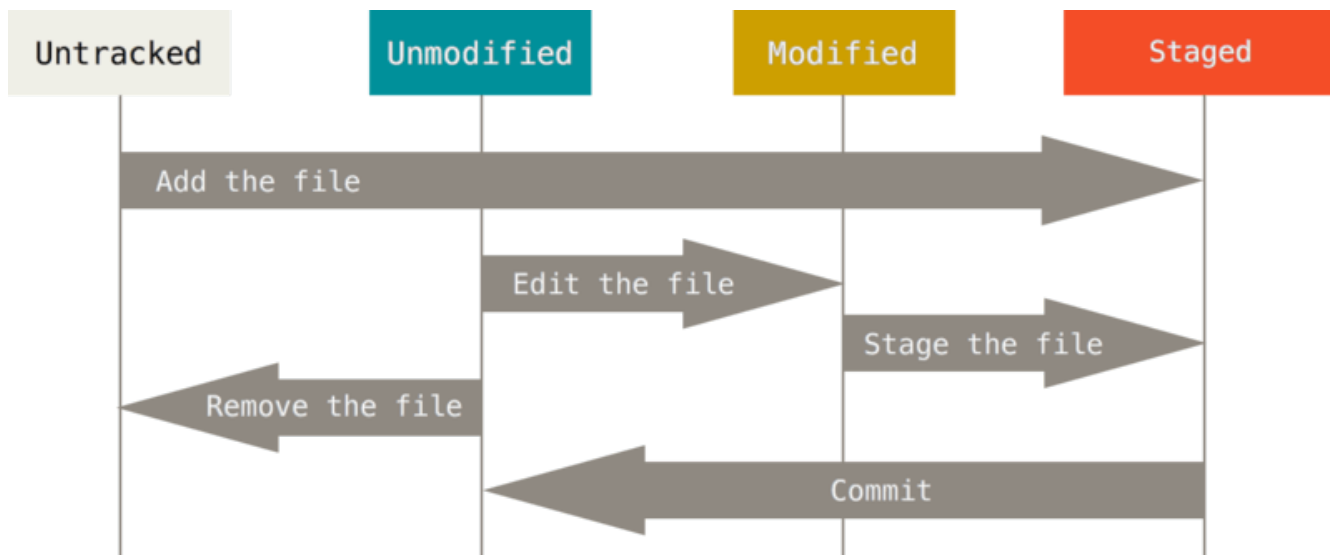 Untracked
Unmodified
Modified
Staged
Add the file
Edit the file
Stage the file
Remove the file
Commit